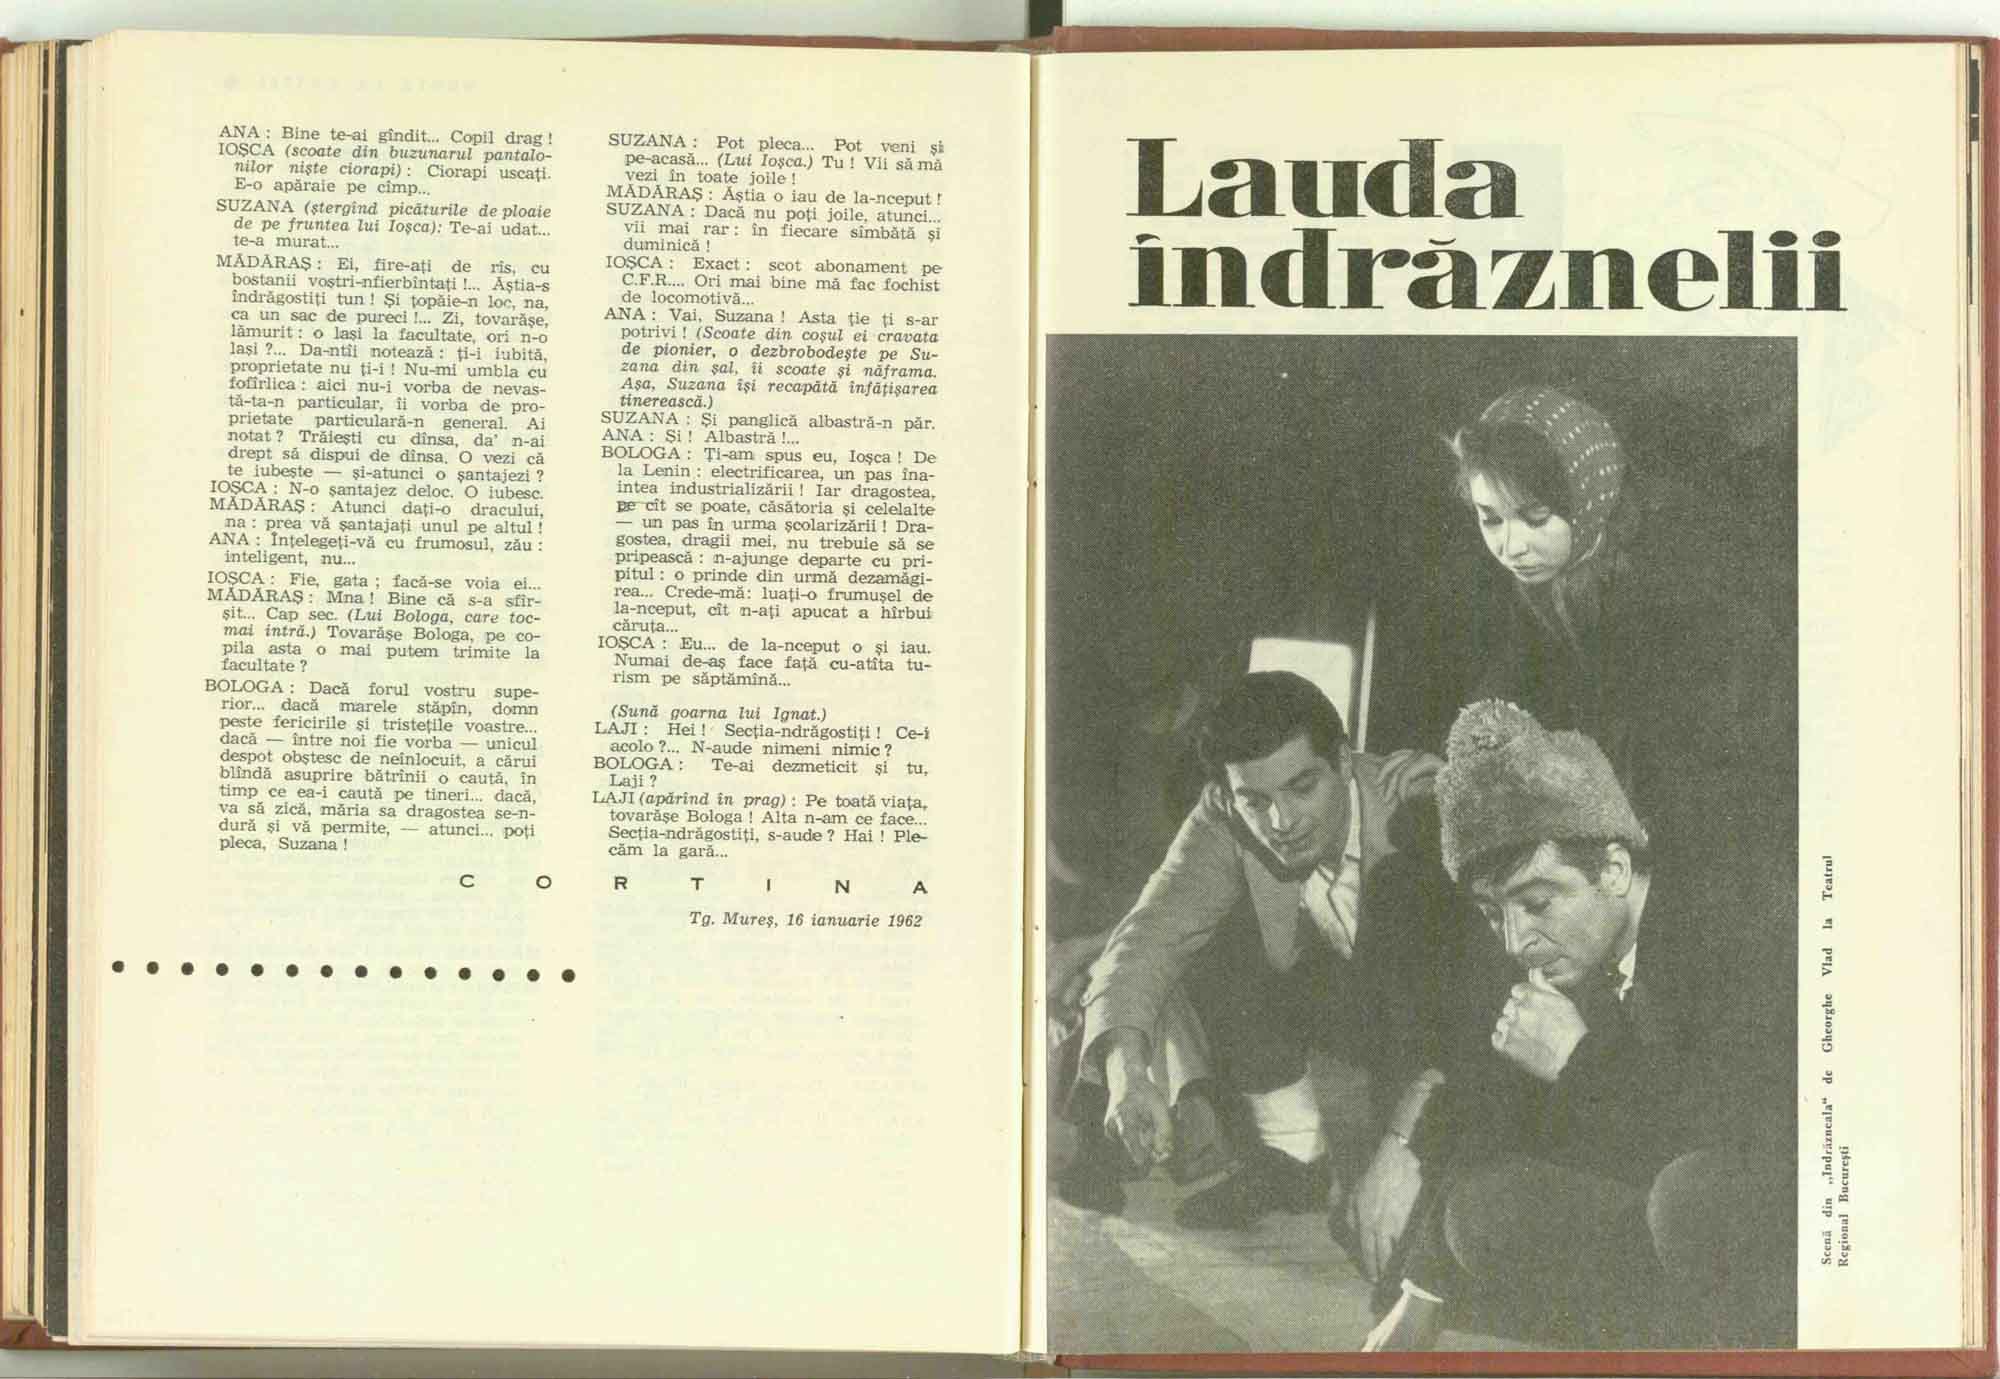 ANA : Bine te-ai gîndit... Copil drag !
IOȘCA (scoate din buzunarul pantalo-
nilor niște ciorapi) : Ciorapi uscați.
E-o apăraie pe cîmp...
SUZANA (ștergînd picăturile de ploaie
de pe fruntea lui Ioșca): Te-ai udat...
te-a murat...
MĂDĂRAȘ : Ei, fire-ați de rîs, cu
bostanii voștri-nfierbîntați !... Ăștia-s
îndrăgostiți tun ! Și țopăie-n loc, na,
ca un sac de pureci !... Zi, tovarășe,
lămurit : o lași la facultate, ori n-o
lași ?... Da-ntîi notează : ți-i iubită,
proprietate nu ți-i ! Nu-mi umbla cu
fofîrlica : aici nu-i vorba de nevas-
tă-ta-n particular, îi vorba de pro-
prietate particulară-n general. Ai
notat ? Trăiești cu dînsa, da' n-ai
drept să dispui de dînsa. O vezi că
te iubește — și-atunci o șantajezi ?
IOȘCA : N-o șantajez deloc. O iubesc.
MĂDĂRAȘ : Atunci dați-o dracului,
na : prea vă șantajați unul pe altul !
ANA : Înțelegeți-vă cu frumosul, zău :
inteligent, nu...
IOȘCA : Fie, gata ; facă-se voia ei...
MĂDĂRAȘ : Mna ! Bine că s-a sfîr-
șit... Cap sec. (Lui Bologa, care toc-
mai intră.) Tovarășe Bologa, pe co-
pila asta o mai putem trimite la
facultate ?
BOLOGA : Dacă forul vostru supe-
rior... dacă marele stăpîn, domn
peste fericirile și tristețile voastre...
dacă — între noi fie vorba — unicul
despot obștesc de neînlocuit, a cărui
blîndă asuprire bătrînii o caută, în
timp ce ea-i caută pe tineri... dacă,
va să zică, măria sa dragostea se-n-
dură și vă permite, — atunci... poți
pleca, Suzana !
SUZANA : Pot pleca... Pot veni și
pe-acasă... (Lui Ioșca.) Tu ! Vii să mă
vezi în toate joile !
MĂDĂRAȘ : Ăștia o iau de la-nceput !
SUZANA : Dacă nu poți joile, atunci...
vii mai rar : în fiecare sîmbătă și
duminică !
IOȘCA : Exact : scot abonament pe
C.F.R.... Ori mai bine mă fac fochist
de locomotivă...
ANA : Vai, Suzana ! Asta ție ți s-ar
potrivi ! (Scoate din coșul ei cravata
de pionier, o dezbrobodește pe Su-
zana din șal, îi scoate și năframa.
Așa, Suzana își recapătă înfățișarea
tinerească.)
SUZANA : Și panglică albastră-n păr.
ANA : Și ! Albastră !...
BOLOGA : Ți-am spus eu, Ioșca ! De
la Lenin : electrificarea, un pas îna-
intea industrializării ! Iar dragostea,
pe cît se poate, căsătoria și celelalte
— un pas în urma școlarizării ! Dra-
gostea, dragii mei, nu trebuie să se
pripească : n-ajunge departe cu pri-
pitul : o prinde din urmă dezamăgi-
rea... Crede-mă: luați-o frumușel de
la-nceput, cît n-ați apucat a hîrbui
căruța...
IOȘCA : Eu... de la-nceput o și iau.
Numai de-aș face față cu-atîta tu-
rism pe săptămînă...
(Sună goarna lui Ignat.)
LAJI : Hei ! Secția-ndrăgostiți ! Ce-i
acolo ?... N-aude nimeni nimic ?
BOLOGA : Te-ai dezmeticit și tu,
Laji ?
LAJI (apărînd în prag) : Pe toată viața,
tovarășe Bologa ! Alta n-am ce face...
Secția-ndrăgostiți, s-aude ? Hai ! Ple-
căm la gară...
CORTINA
Tg. Mureș, 16 ianuarie 1962
Lauda
îndrăznelii
Scenă din „Indrăzneala“ de Gheorghe Vlad la Teatrul
Regional București